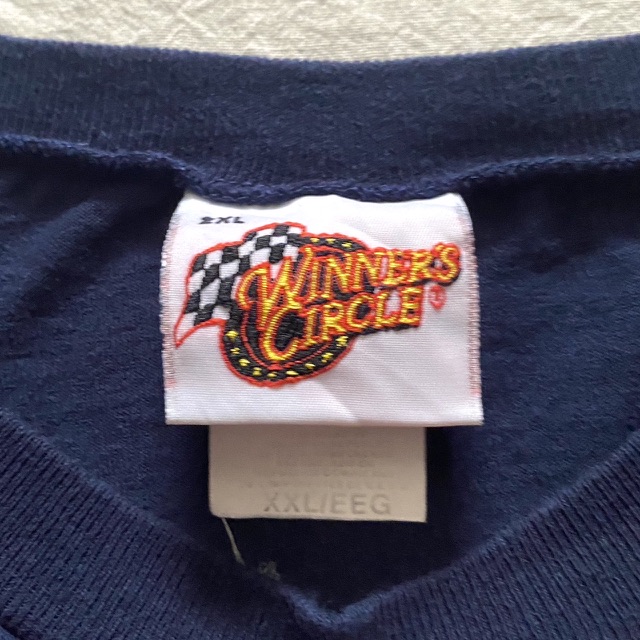 2XL
WINNER'S
CIRCLE
®
XXL/EEG